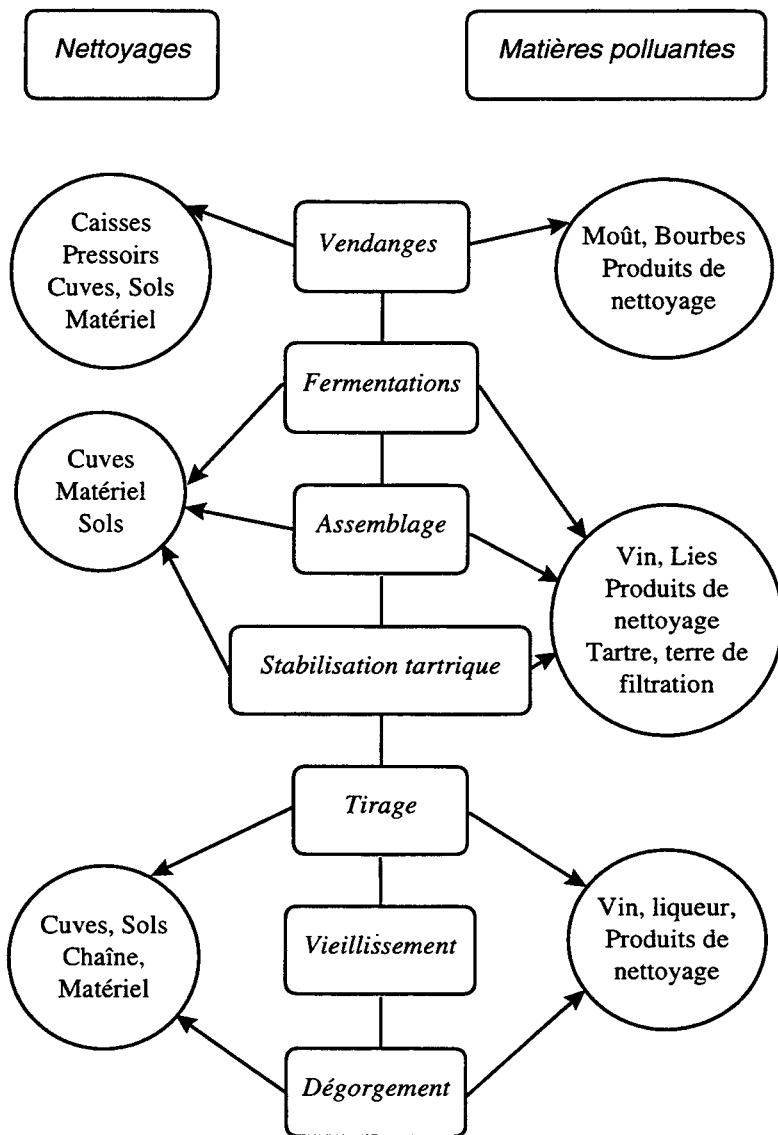 Nettoyages
Matières polluantes
Caisses
Pressoirs
Cuves, Sols
Matériel
Vendanges
Moût, Bourbes
Produits de
nettoyage
Fermentations
Cuves
Matériel
Sols
Assemblage
Vin, Lies
Produits de
nettoyage
Tartre, terre de
filtration
Stabilisation tartrique
Tirage
Cuves, Sols
Chaîne,
Matériel
Vieillissement
Vin, liqueur,
Produits de
nettoyage
Dégorgement